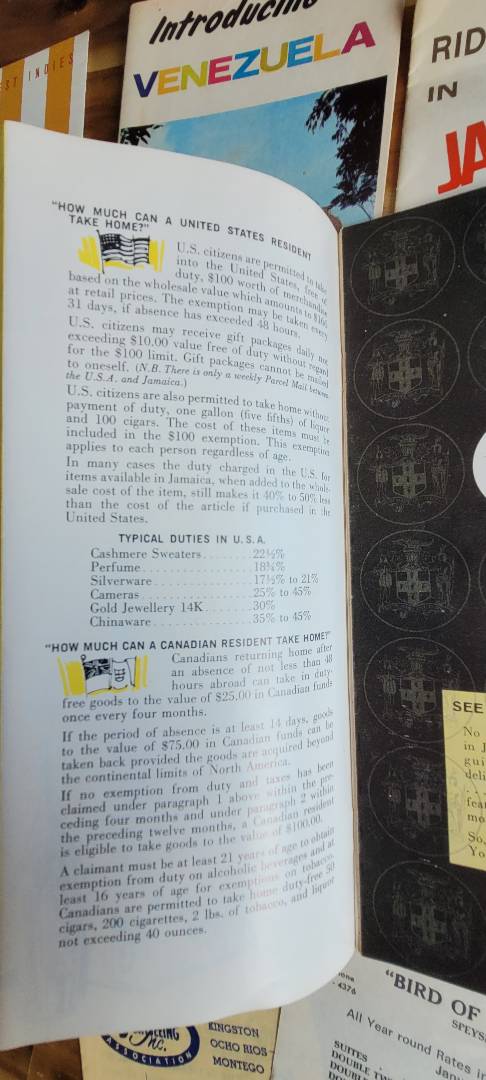 ST INDIES
Introducing
VENEZUELA
RID
IN
JA
"HOW MUCH CAN A UNITED STATES RESIDENT
TAKE HOME?"
U.S. citizens are permitted to take
into the United States, free of
duty, $100 worth of merchandise
based on the wholesale value which amounts to $166
at retail prices. The exemption may be taken every
31 days, if absence has exceeded 48 hours.
U.S. citizens may receive gift packages daily not
exceeding $10.00 value free of duty without regard
for the $100 limit. Gift packages cannot be mailed
to oneself. (N.B. There is only a weekly Parcel Mail between
the U.S.A. and Jamaica.)
U.S. citizens are also permitted to take home without
payment of duty, one gallon (five fifths) of liquor
and 100 cigars. The cost of these items must be
included in the $100 exemption. This exemption
applies to each person regardless of age.
In many cases the duty charged in the U.S. for
items available in Jamaica, when added to the whole-
sale cost of the item, still makes it 40% to 50% less
than the cost of the article if purchased in the
United States.
TYPICAL DUTIES IN U.S.A.
Cashmere Sweaters . . . . . . . 22½%
Perfume . . . . . . . . . . . . . . . 18¾%
Silverware . . . . . . . . . . . . . 17½% to 21%
Cameras . . . . . . . . . . . . . . . 25% to 45%
Gold Jewellery 14K . . . . . . . 30%
Chinaware . . . . . . . . . . . . . 35% to 45%
"HOW MUCH CAN A CANADIAN RESIDENT TAKE HOME?"
Canadians returning home after
an absence of not less than 48
hours abroad can take in duty-
free goods to the value of $25.00 in Canadian funds
once every four months.
If the period of absence is at least 14 days, goods
to the value of $75.00 in Canadian funds can be
taken back provided the goods are acquired beyond
the continental limits of North America.
If no exemption from duty and taxes has been
claimed under paragraph 1 above within the pre-
ceding four months and under paragraph 2 within
the preceding twelve months, a Canadian resident
is eligible to take goods to the value of $100.00.
A claimant must be at least 21 years of age to obtain
exemption from duty on alcoholic beverages and at
least 16 years of age for exemptions on tobacco.
Canadians are permitted to take home duty-free 50
cigars, 200 cigarettes, 2 lbs. of tobacco, and liquor
not exceeding 40 ounces.
SEE
No
in J
gui
deli
. . .
feat
mo
So,
Yo
Inc.
ASSOCIATION
KINGSTON
OCHO RIOS
MONTEGO
4376
"BIRD OF
SPEYS
All Year round Rates in
Janu
SUITES
DOUBLE TW
DOUBL